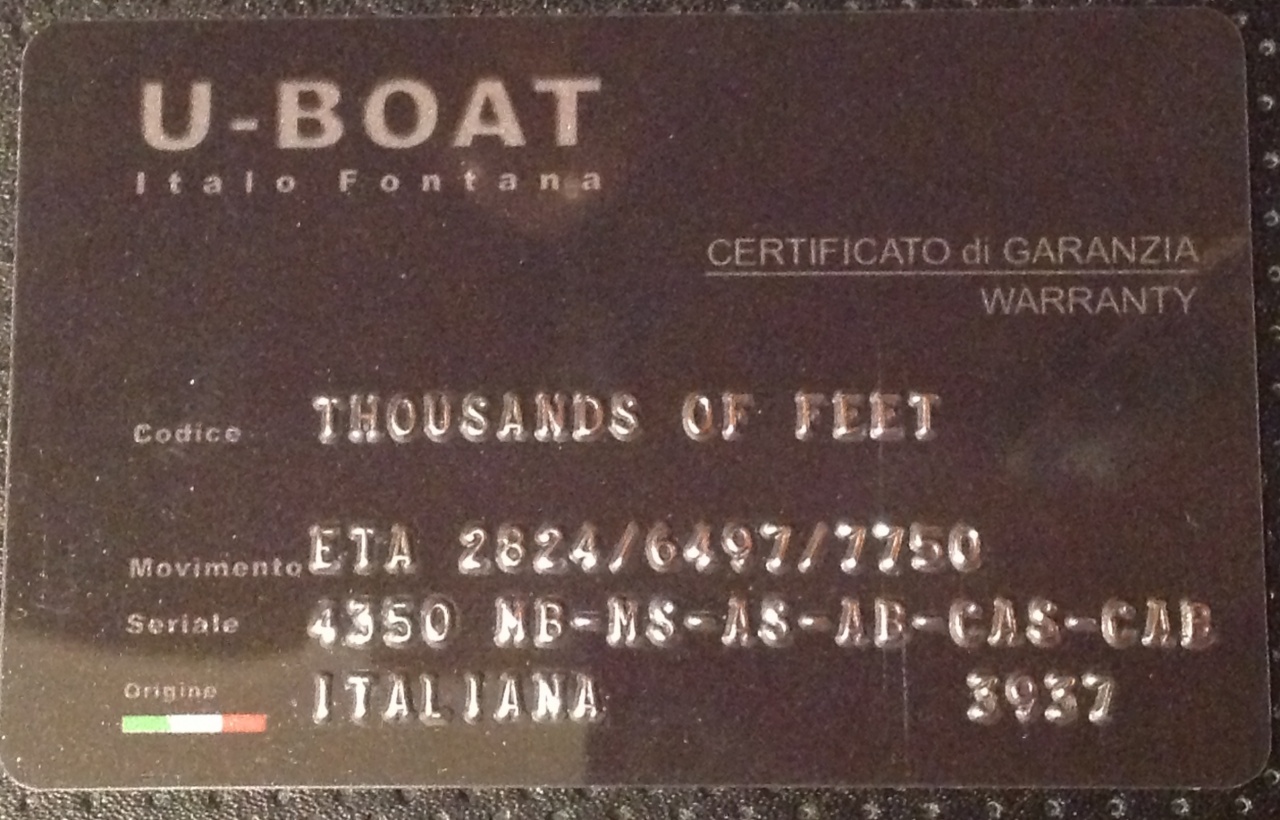 U-BOAT
Italo Fontana
CERTIFICATO di GARANZIA
WARRANTY
Codice THOUSANDS OF FEET
Movimento ETA 2824/6497/7750
Seriale 4350 MB-MS-AS-AB-CAS-CAB
Origine ITALIANA 3937